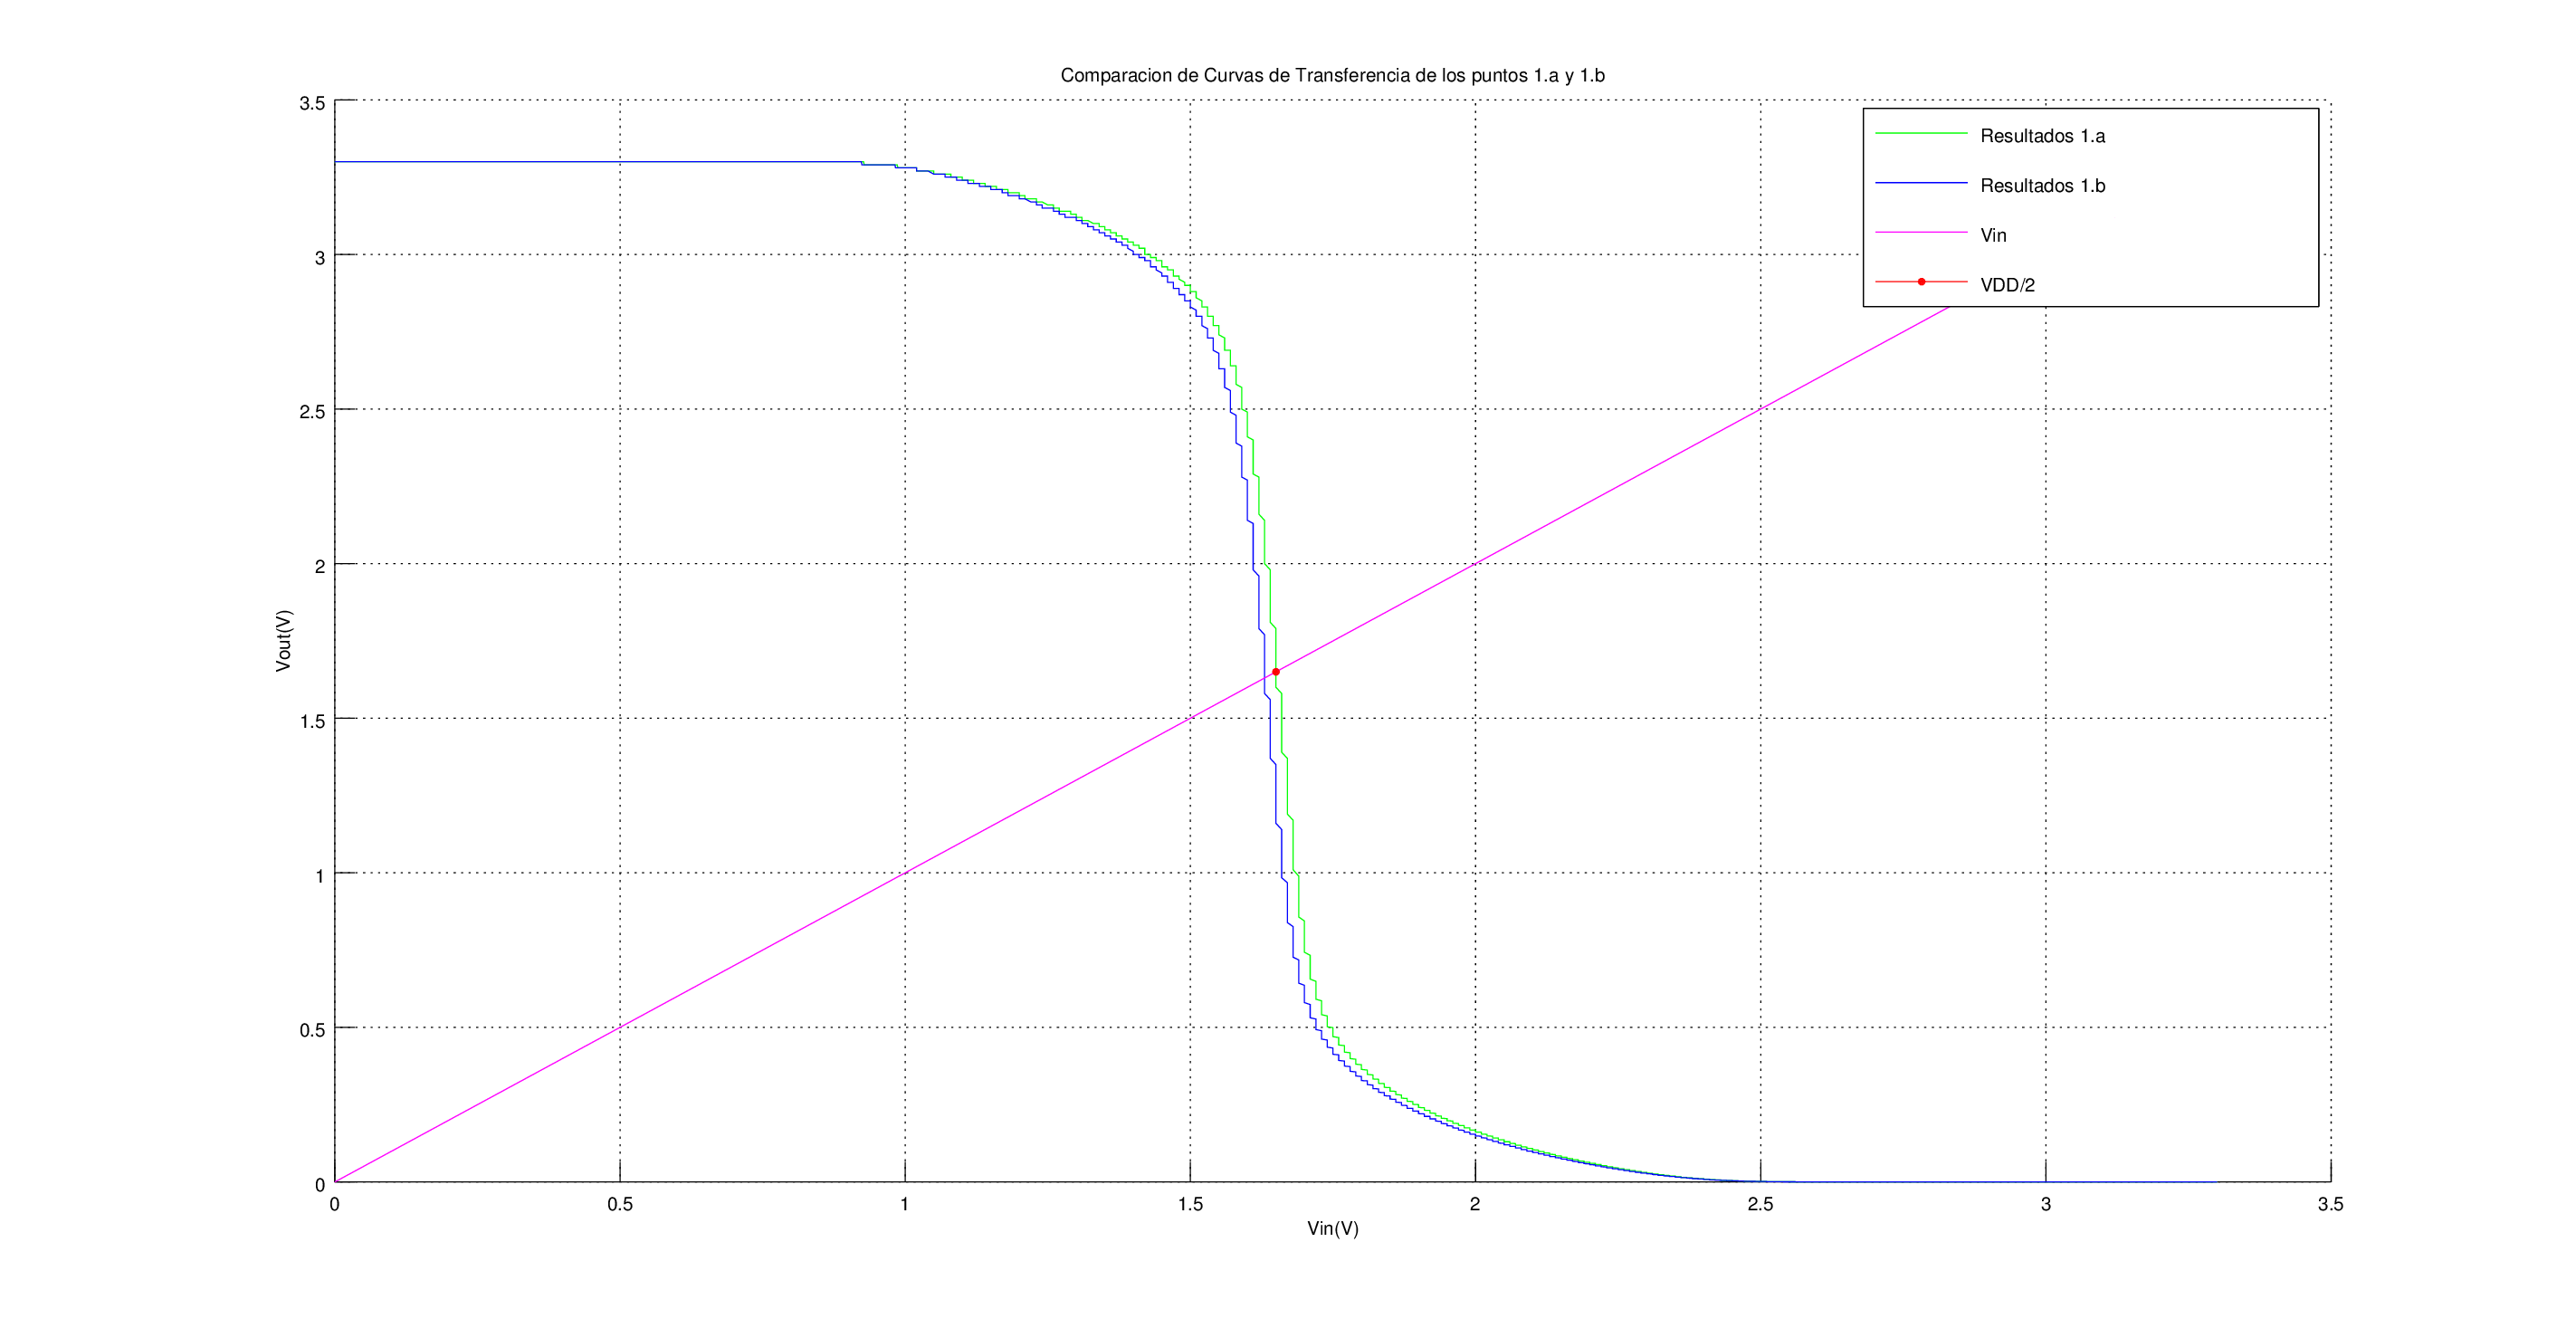 Comparacion de Curvas de Transferencia de los puntos 1.a y 1.b
3.5
3
2.5
2
1.5
1
0.5
0
Vout(V)
Resultados 1.a
Resultados 1.b
Vin
VDD/2
0 0.5 1 1.5 2 2.5 3 3.5
Vin(V)